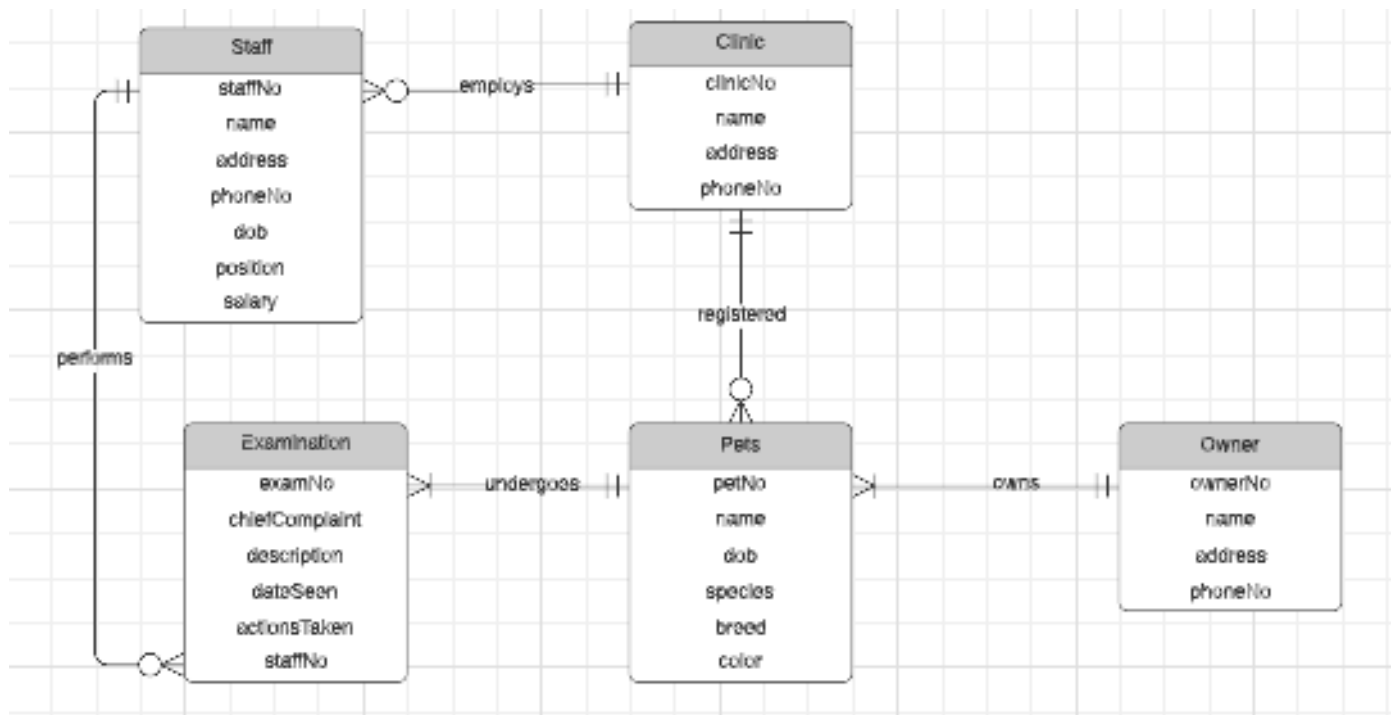 Staff
staffNo
name
address
phoneNo
dob
position
salary
employs
Clinic
clinicNo
name
address
phoneNo
performs
registered
Examination
examNo
chiefComplaint
description
dateSeen
actionsTaken
staffNo
undergoes
Pets
petNo
name
dob
species
breed
color
owns
Owner
ownerNo
name
address
phoneNo